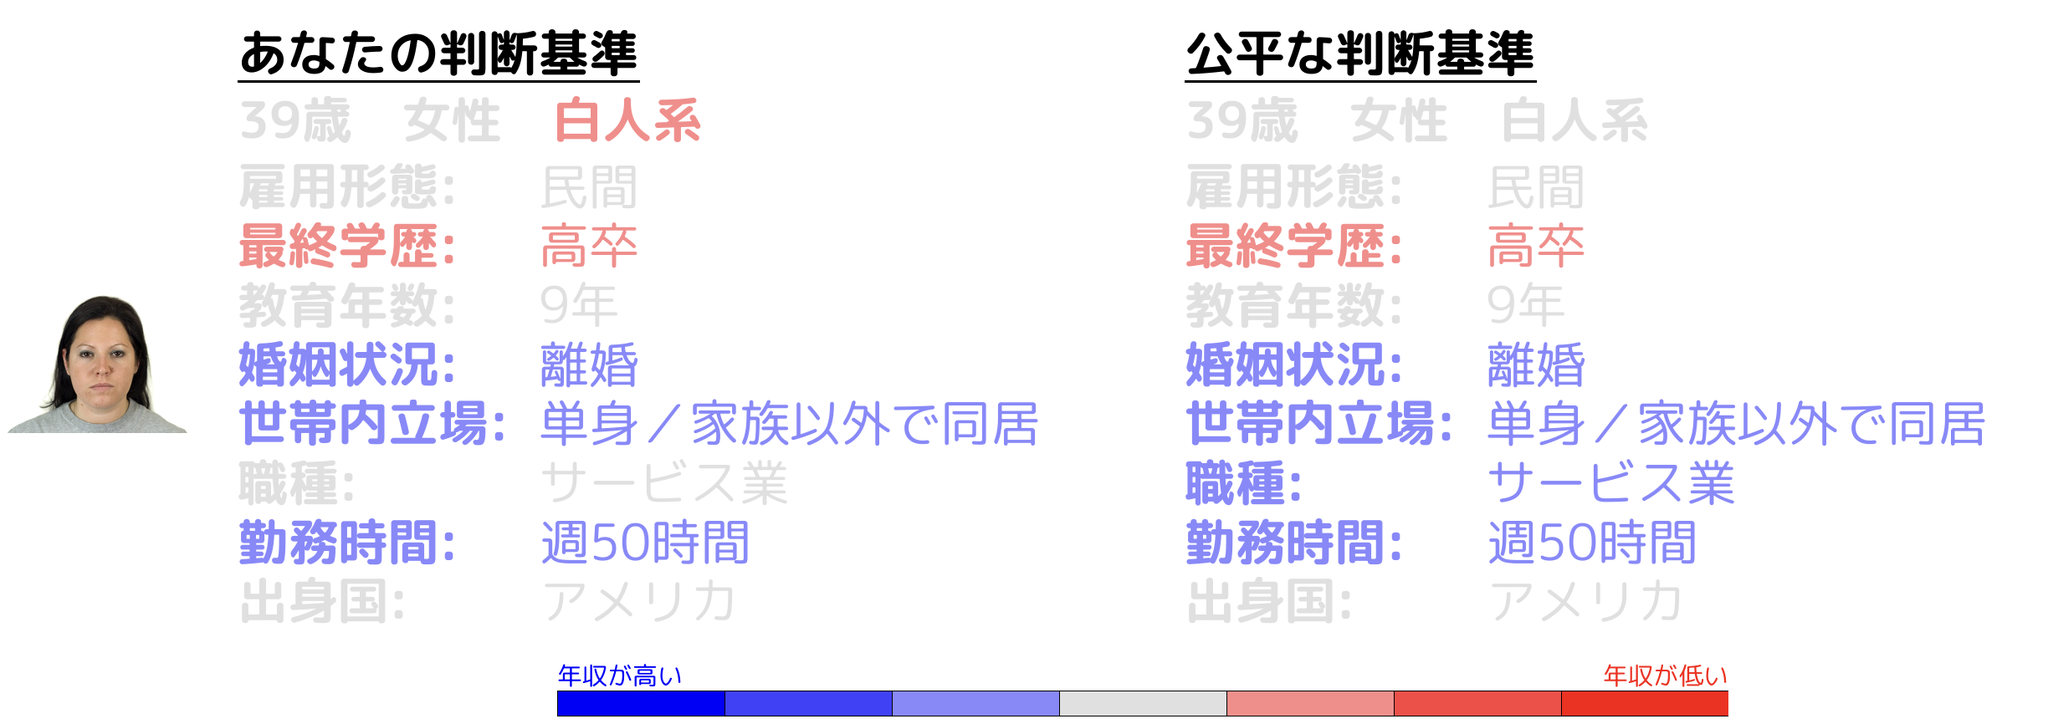 あなたの判断基準
39歳 女性 白人系
雇用形態: 民間
最終学歴: 高卒
教育年数: 9年
婚姻状況: 離婚
世帯内立場: 単身／家族以外で同居
職種: サービス業
勤務時間: 週50時間
出身国: アメリカ
公平な判断基準
39歳 女性 白人系
雇用形態: 民間
最終学歴: 高卒
教育年数: 9年
婚姻状況: 離婚
世帯内立場: 単身／家族以外で同居
職種: サービス業
勤務時間: 週50時間
出身国: アメリカ
年収が高い 年収が低い